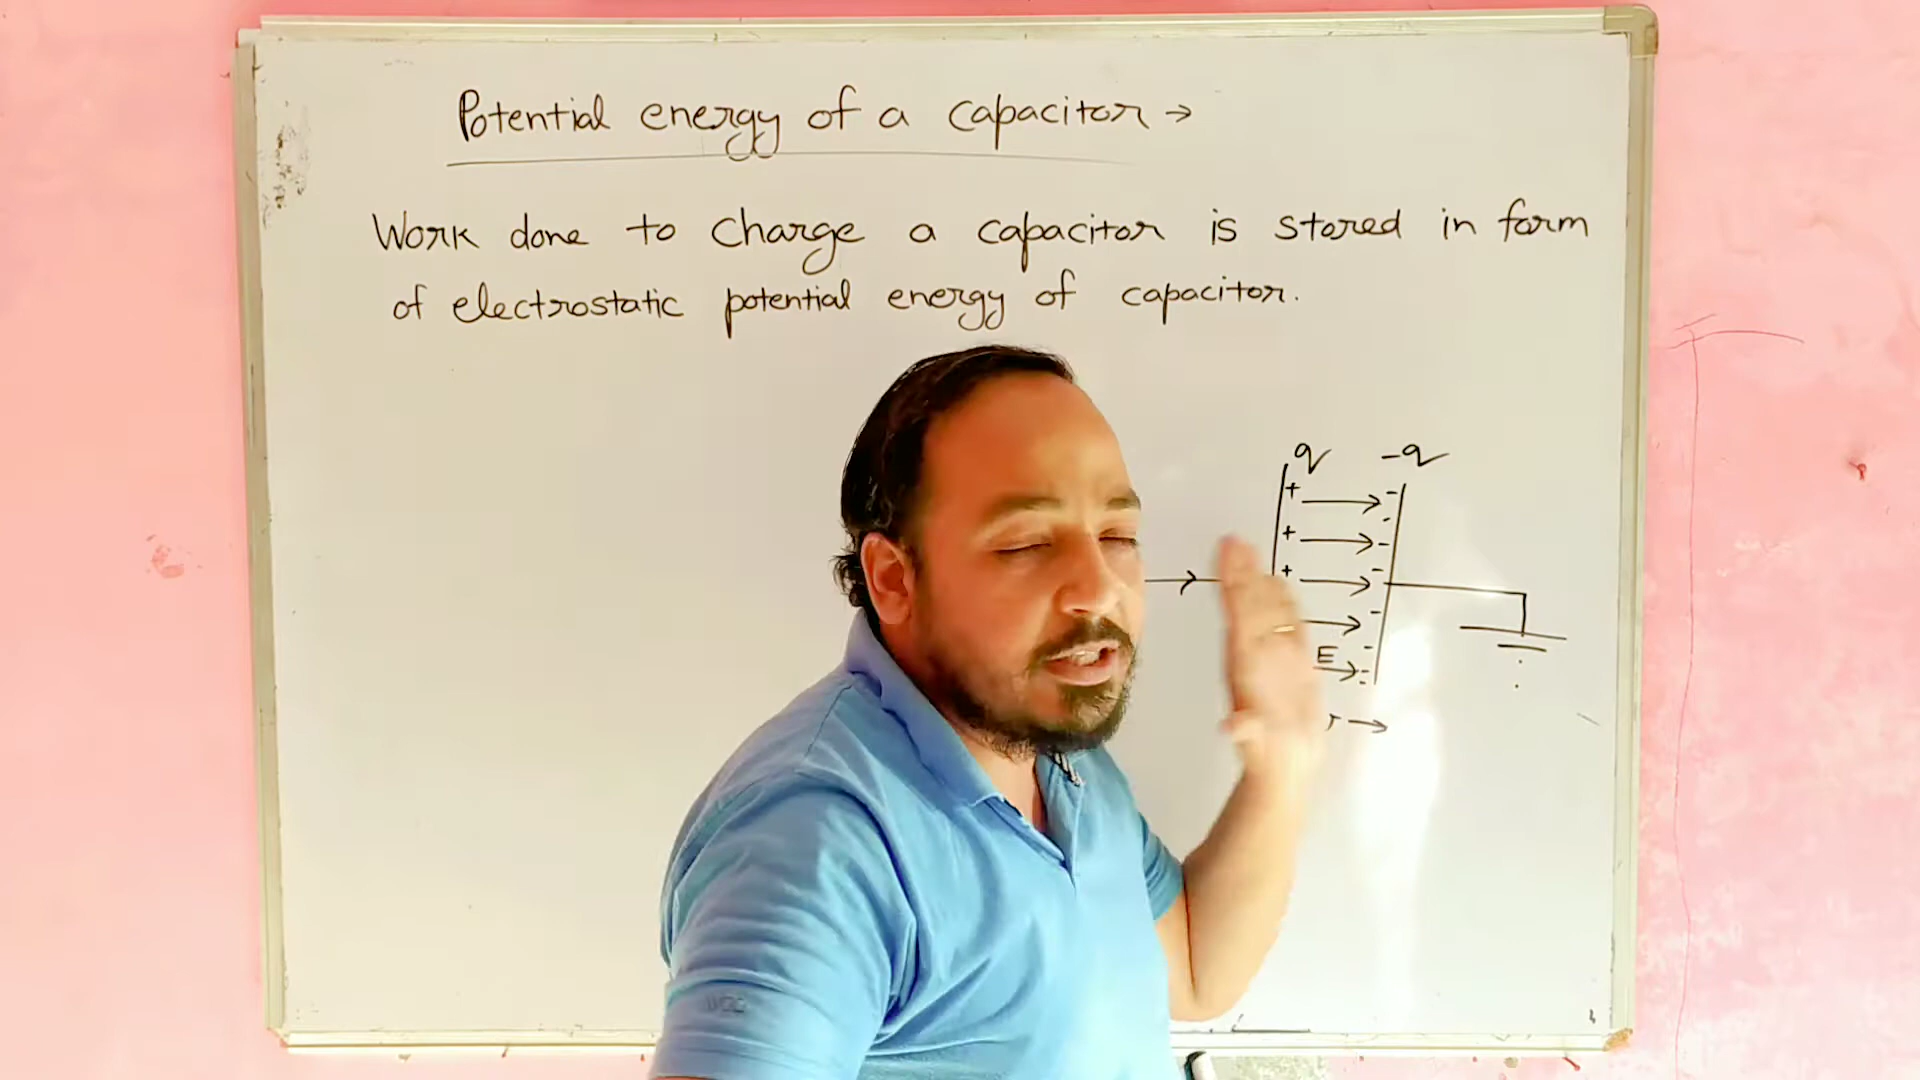 Potential energy of a capacitor →
Work done to charge a capacitor is stored in form
of electrostatic potential energy of capacitor.
q -q
E